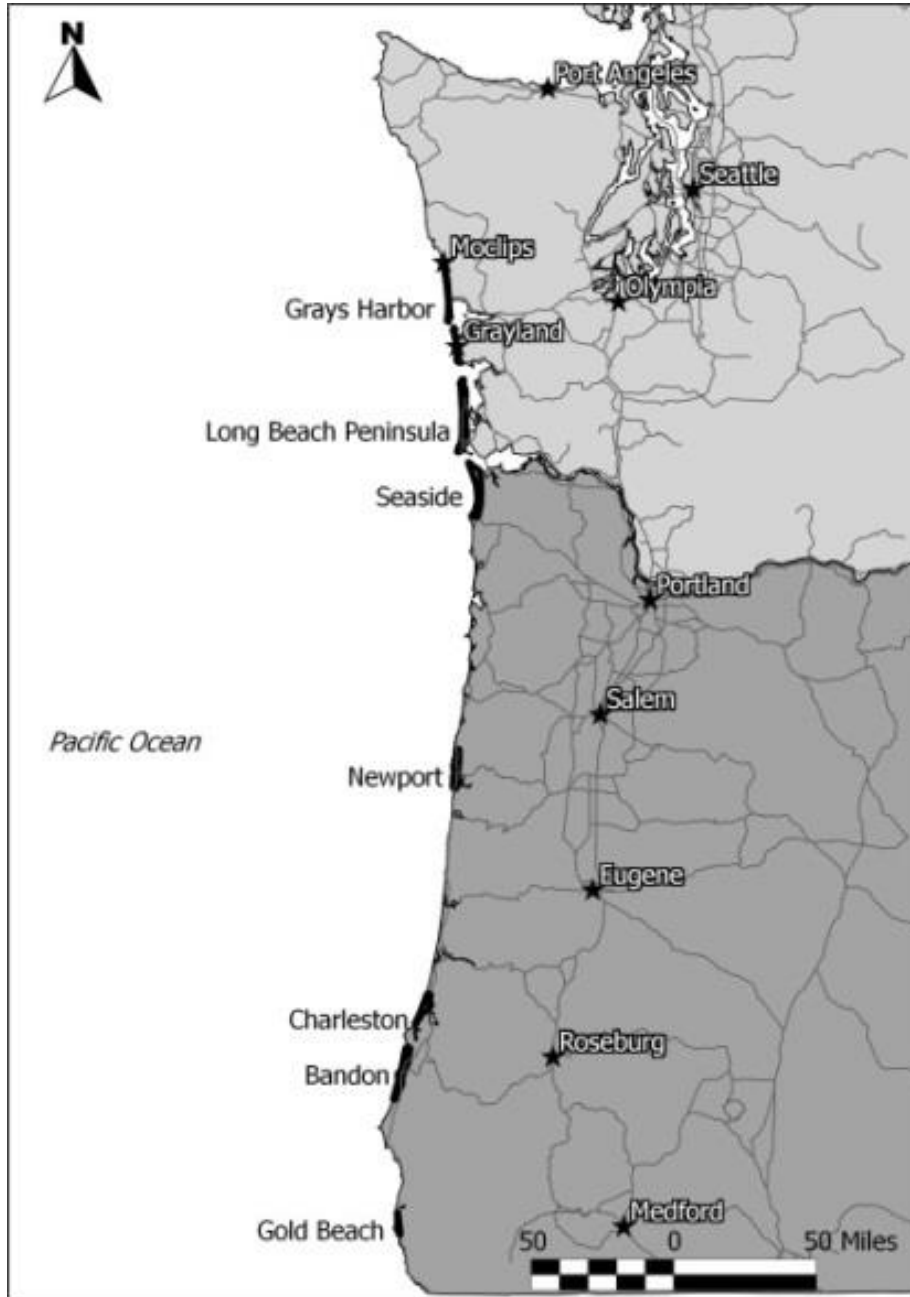 N
Port Angeles
Seattle
Moclips
Olympia
Grays Harbor
Grayland
Long Beach Peninsula
Seaside
Portland
Salem
Pacific Ocean
Newport
Eugene
Charleston
Roseburg
Bandon
Medford
Gold Beach
50 0 50 Miles